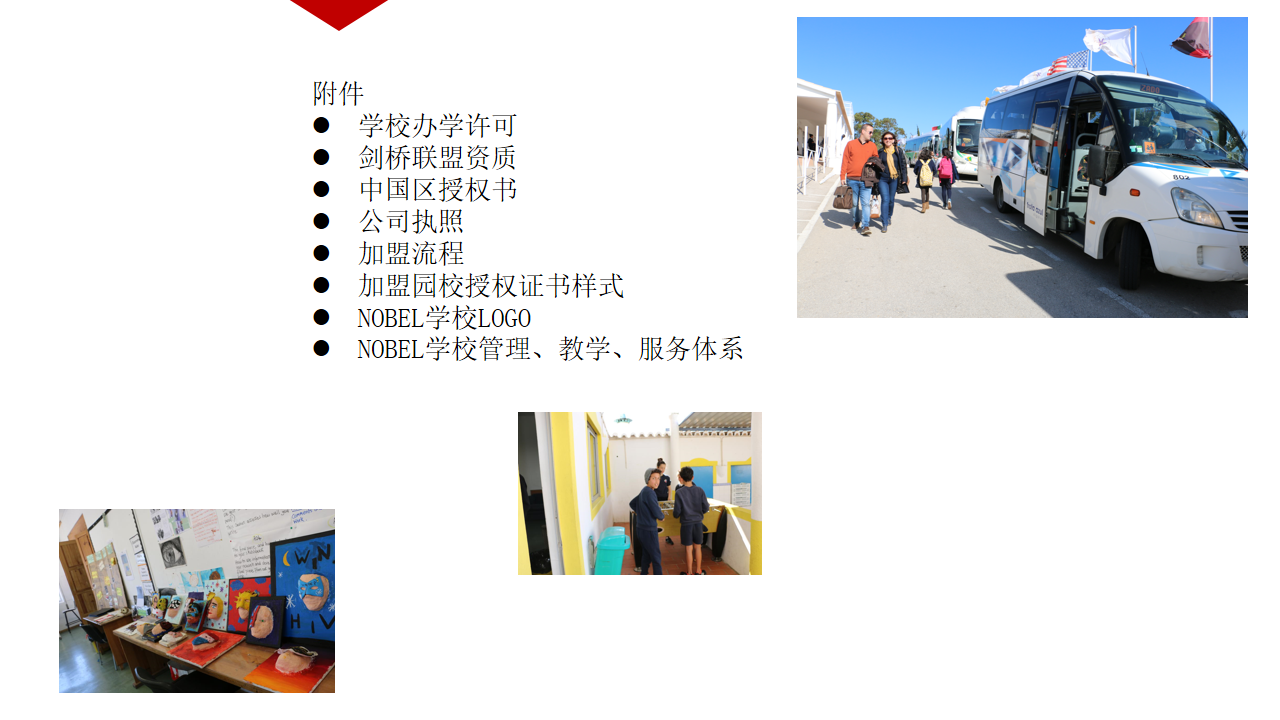 附件
● 学校办学许可
● 剑桥联盟资质
● 中国区授权书
● 公司执照
● 加盟流程
● 加盟园校授权证书样式
● NOBEL学校LOGO
● NOBEL学校管理、教学、服务体系
802